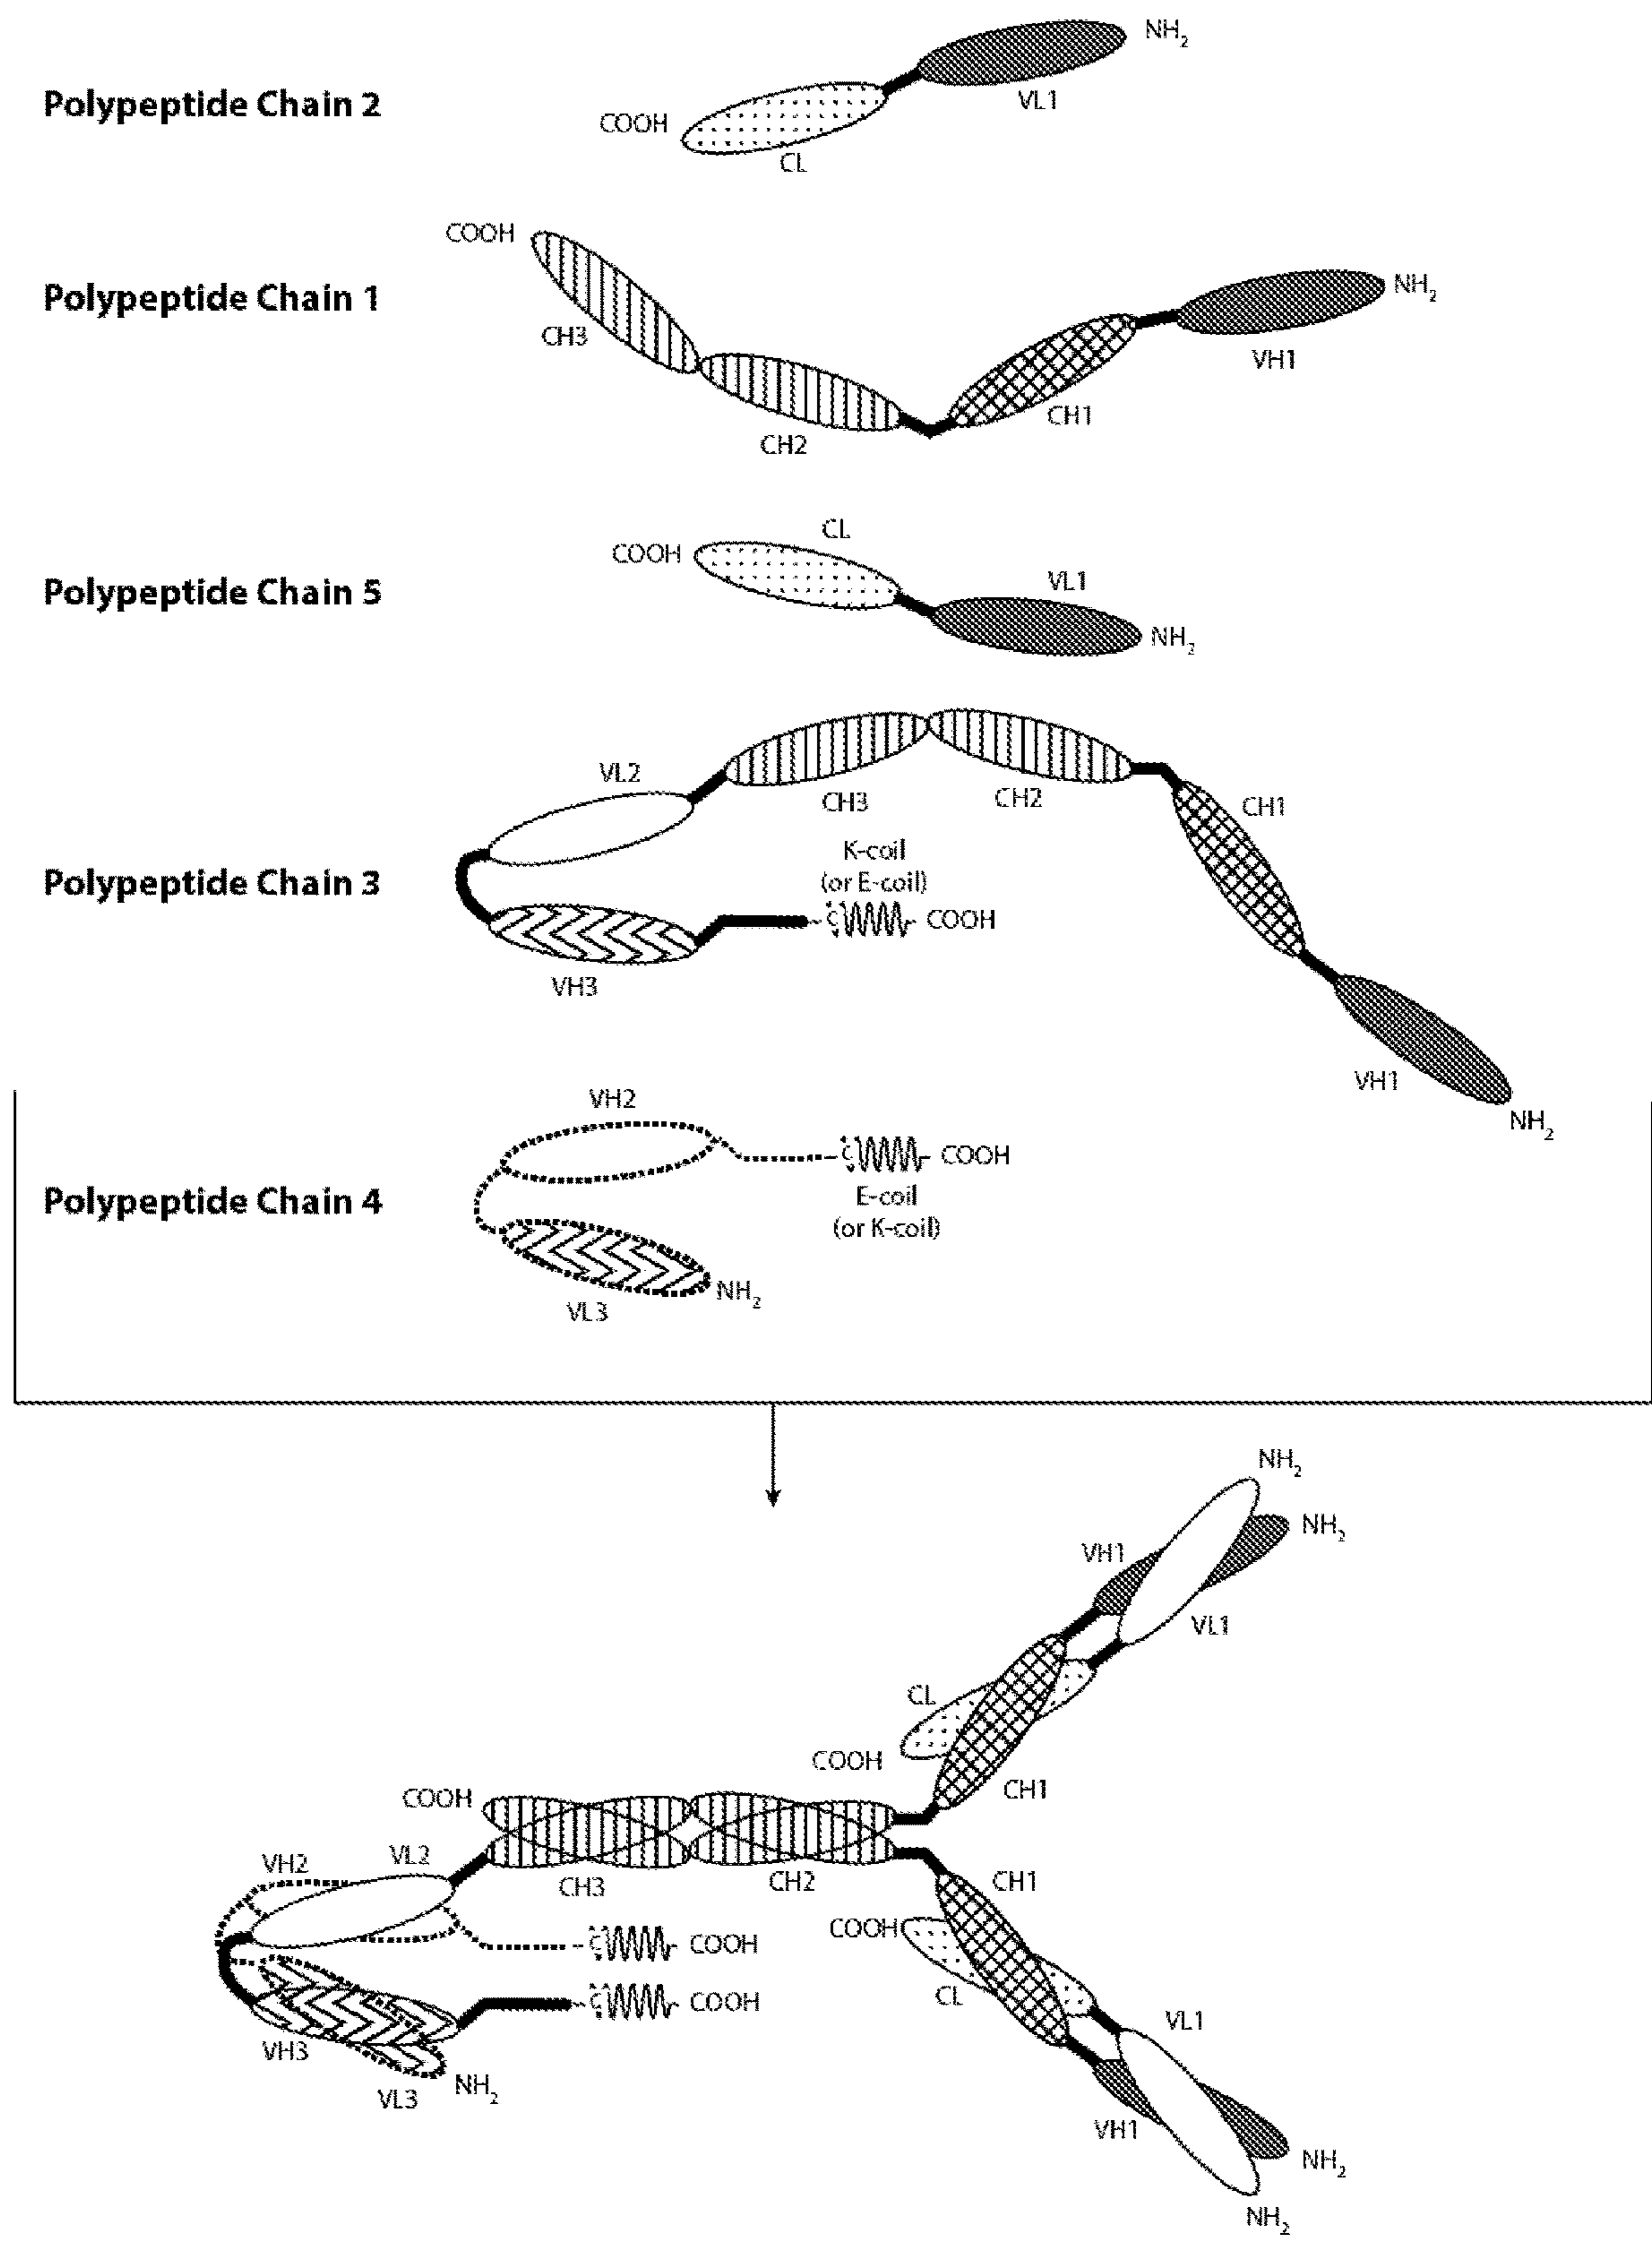 NH2
Polypeptide Chain 2
VL1
COOH
CL
COOH
Polypeptide Chain 1
NH2
CH3
VH1
CH1
CH2
CL
COOH
Polypeptide Chain 5
VL1
NH2
VL2
CH3
CH2
CH1
K-coil
(or E-coil)
Polypeptide Chain 3
C
COOH
VH3
VH1
NH2
VH2
C
COOH
Polypeptide Chain 4
E-coil
(or K-coil)
NH2
VL3
NH2
NH2
VH1
VL1
CL
COOH
CH1
COOH
VH2
VL2
CH3
CH2
CH1
COOH
C
COOH
CL
C
COOH
VL1
VH3
NH2
VL3
VH1
NH2
NH2